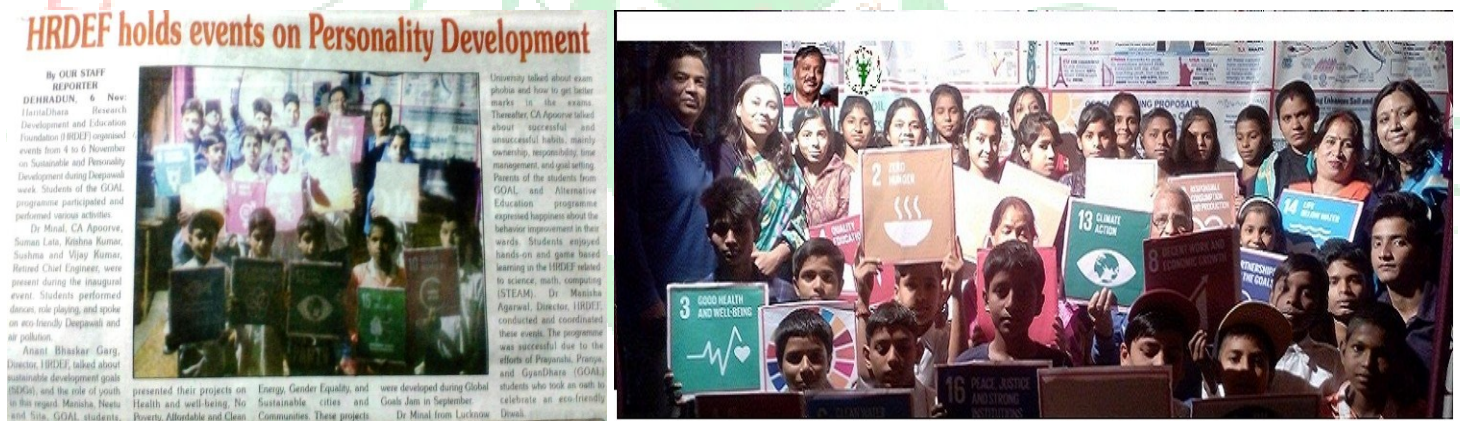 HRDEF holds events on Personality Development
By OUR STAFF
REPORTER
DEHRADUN, 6 Nov:
HaritaDhara Research
Development and Education
Foundation (HRDEF) organised
events from 4 to 6 November
on Sustainable and Personality
Development during Deepawali
week. Students of the GOAL
programme participated and
performed various activities.
Dr Minal, CA Apoorve,
Suman Lata, Krishna Kumar,
Sushma and Vijay Kumar,
Retired Chief Engineer, were
present during the inaugural
event. Students performed
dances, role playing, and spoke
on eco-friendly Deepawali and
air pollution.
Anant Bhaskar Garg,
Director, HRDEF, talked about
sustainable development goals
(SDGs), and the role of youth
in this regard. Manisha, Neetu
and Sita, GOAL students,
presented their projects on
Health and well-being, No
Poverty, Affordable and Clean
Energy, Gender Equality, and
Sustainable cities and
Communities. These projects
were developed during Global
Goals Jam in September.
Dr Minal from Lucknow
University talked about exam
phobia and how to get better
marks in the exams.
Thereafter, CA Apoorve talked
about successful and
unsuccessful habits, mainly
ownership, responsibility, time
management, and goal setting.
Parents of the students from
GOAL and Alternative
Education programme
expressed happiness about the
behavior improvement in their
wards. Students enjoyed
hands-on and game based
learning in the HRDEF related
to science, math, computing
(STEAM). Dr Manisha
Agarwal, Director, HRDEF,
conducted and coordinated
these events. The programme
was successful due to the
efforts of Prayanshi, Pranya,
and GyanDhara (GOAL)
students who took an oath to
celebrate an eco-friendly
Diwali.
PROPOSALS
2 ZERO
HUNGER
RESPONSIBLE
CONSUMPTION
AND PRODUCTION
14 LIFE
BELOW WATER
13 CLIMATE
ACTION
4 QUALITY
EDUCATION
8 DECENT WORK AND
ECONOMIC GROWTH
PARTNERSHIPS
THE GOALS
3 GOOD HEALTH
AND WELL-BEING
16 PEACE, JUSTICE
AND STRONG
INSTITUTIONS
6 CLEAN WATER